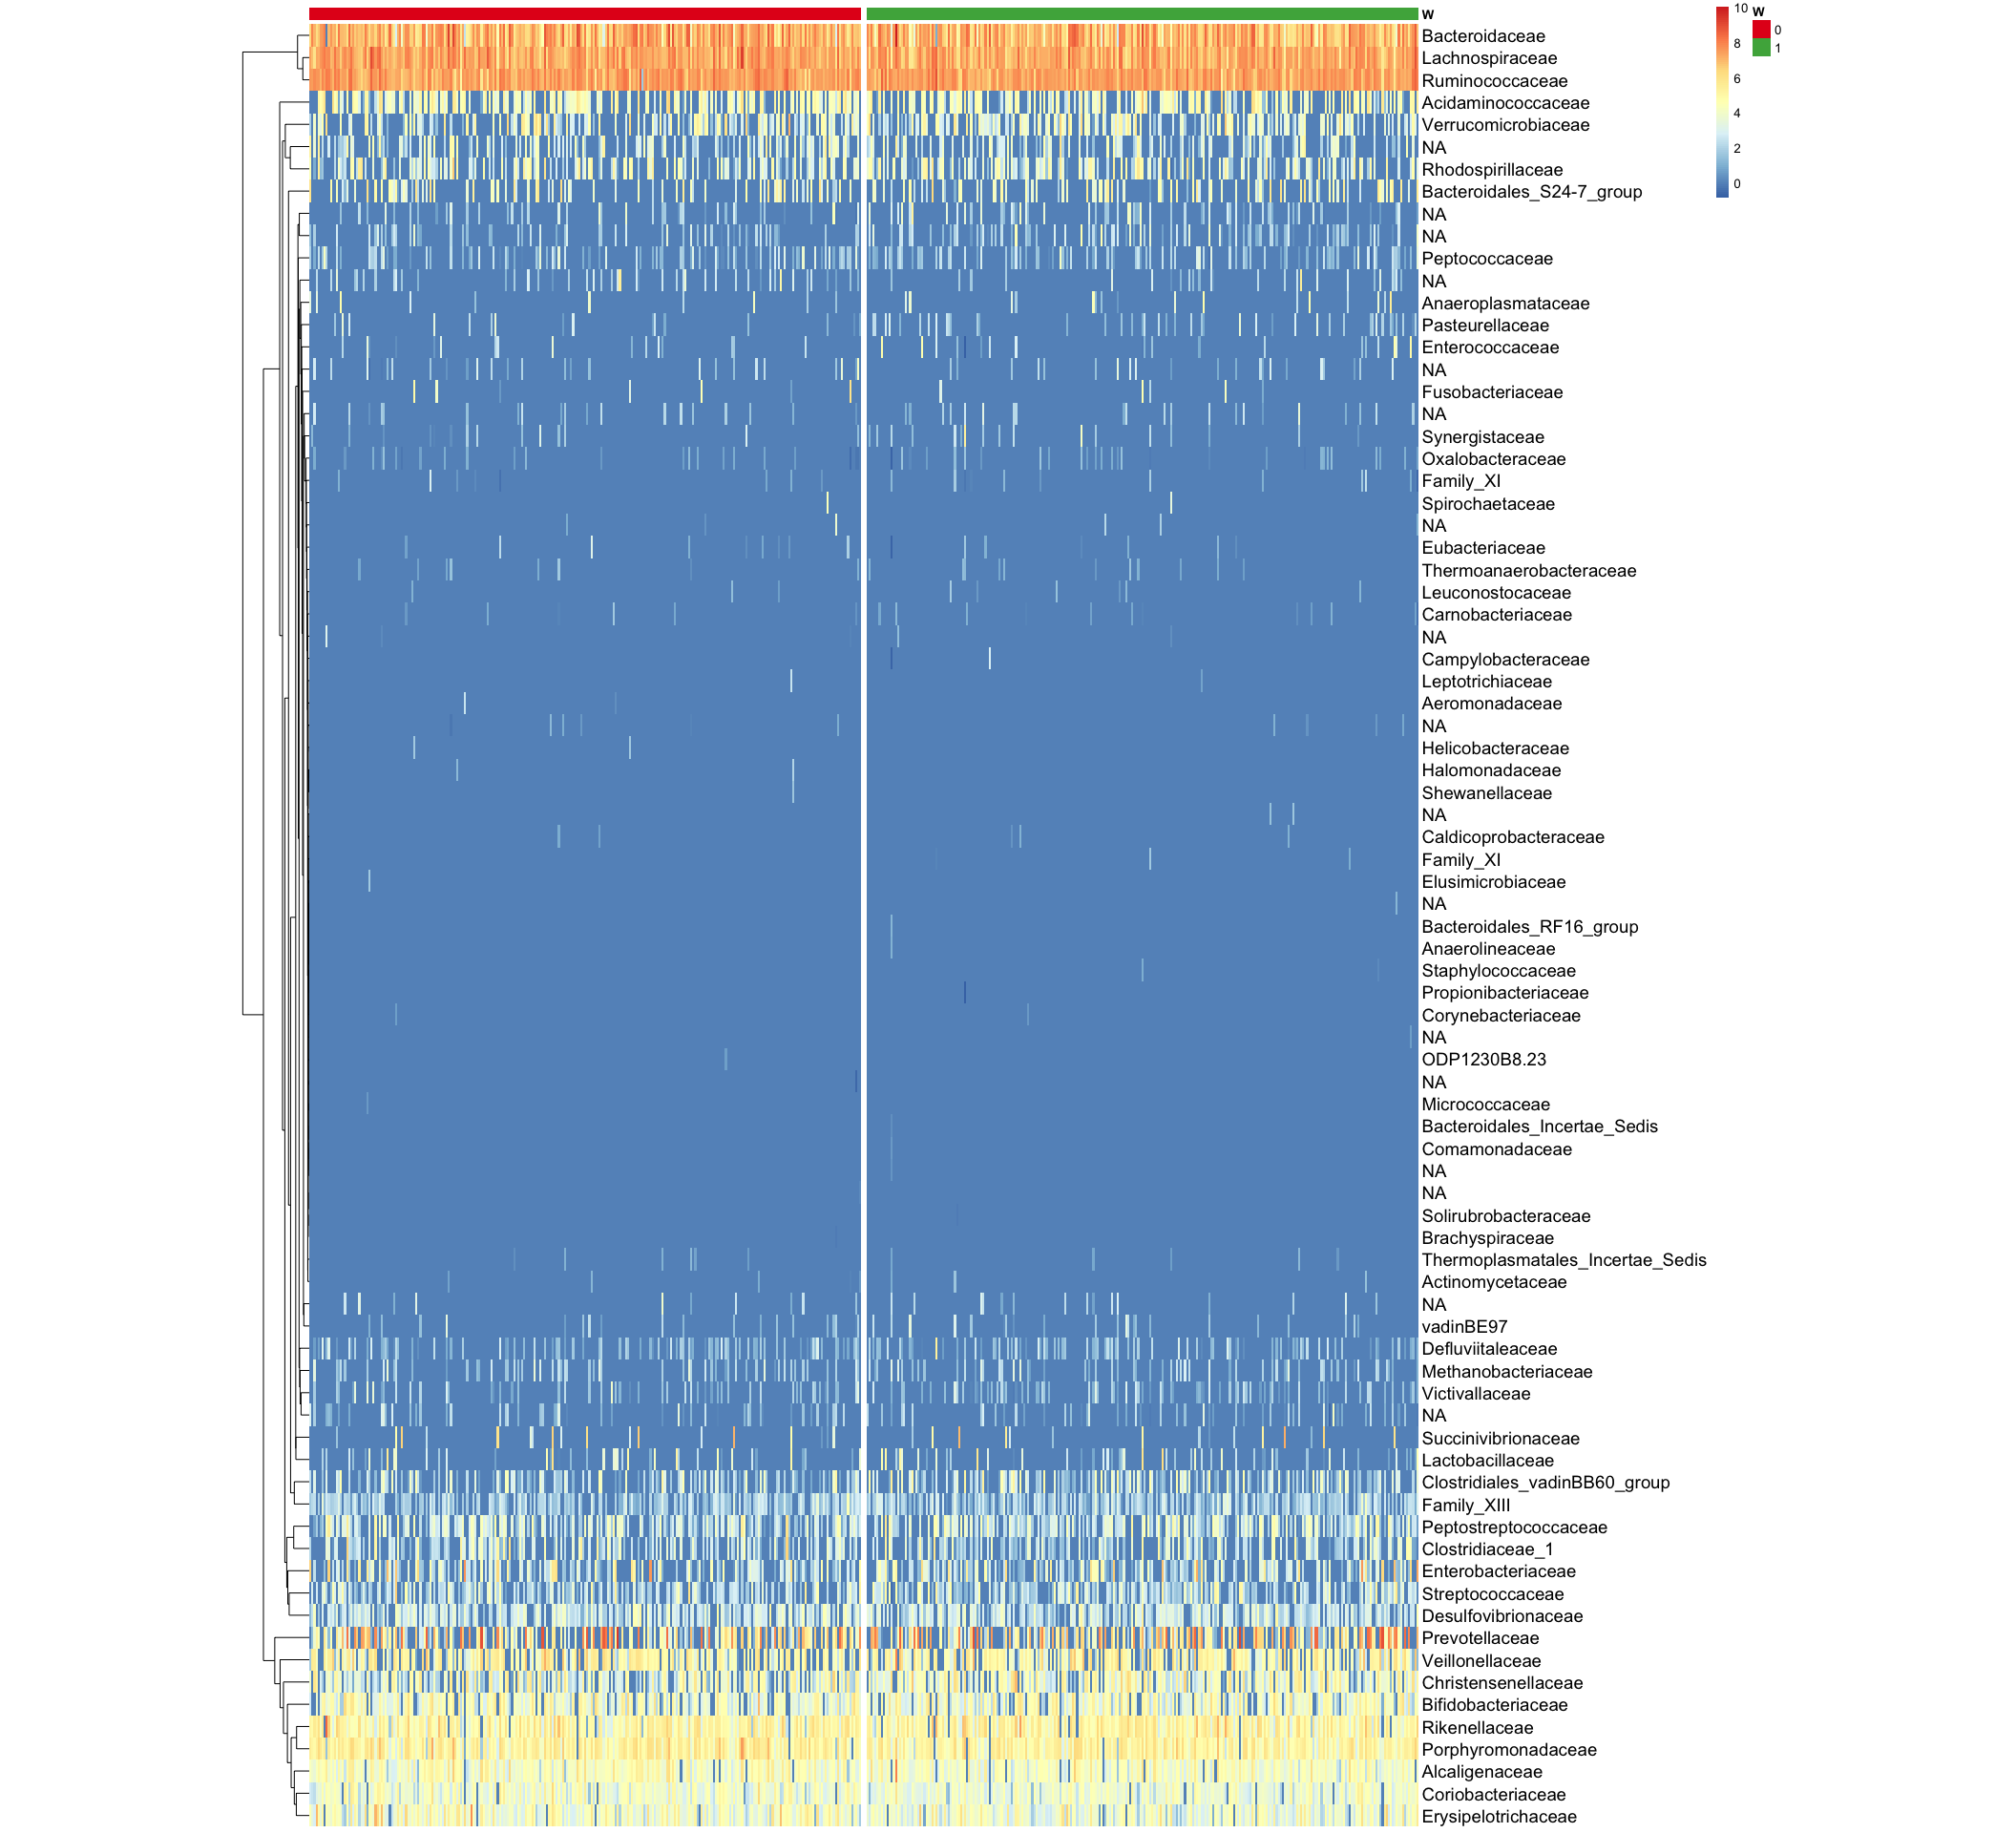 w
Bacteroidaceae
Lachnospiraceae
Ruminococcaceae
Acidaminococcaceae
Verrucomicrobiaceae
NA
Rhodospirillaceae
Bacteroidales_S24-7_group
NA
NA
Peptococcaceae
NA
Anaeroplasmataceae
Pasteurellaceae
Enterococcaceae
NA
Fusobacteriaceae
NA
Synergistaceae
Oxalobacteraceae
Family_XI
Spirochaetaceae
NA
Eubacteriaceae
Thermoanaerobacteraceae
Leuconostocaceae
Carnobacteriaceae
NA
Campylobacteraceae
Leptotrichiaceae
Aeromonadaceae
NA
Helicobacteraceae
Halomonadaceae
Shewanellaceae
NA
Caldicoprobacteraceae
Family_XI
Elusimicrobiaceae
NA
Bacteroidales_RF16_group
Anaerolineaceae
Staphylococcaceae
Propionibacteriaceae
Corynebacteriaceae
NA
ODP1230B8.23
NA
Micrococcaceae
Bacteroidales_Incertae_Sedis
Comamonadaceae
NA
NA
Solirubrobacteraceae
Brachyspiraceae
Thermoplasmatales_Incertae_Sedis
Actinomycetaceae
NA
vadinBE97
Defluviitaleaceae
Methanobacteriaceae
Victivallaceae
NA
Succinivibrionaceae
Lactobacillaceae
Clostridiales_vadinBB60_group
Family_XIII
Peptostreptococcaceae
Clostridiaceae_1
Enterobacteriaceae
Streptococcaceae
Desulfovibrionaceae
Prevotellaceae
Veillonellaceae
Christensenellaceae
Bifidobacteriaceae
Rikenellaceae
Porphyromonadaceae
Alcaligenaceae
Coriobacteriaceae
Erysipelotrichaceae
10
8
6
4
2
0
w
0
1